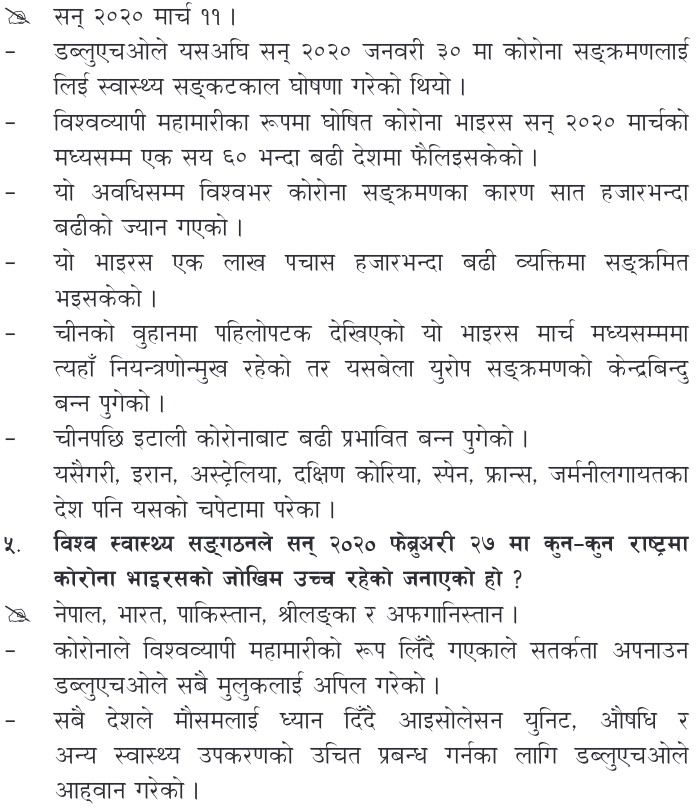 सन् २०२० मार्च ११ ।
– डब्लुएचओले यसअघि सन् २०२० जनवरी ३० मा कोरोना सङ्क्रमणलाई
लिई स्वास्थ्य सङ्कटकाल घोषणा गरेको थियो ।
– विश्वव्यापी महामारीका रूपमा घोषित कोरोना भाइरस सन् २०२० मार्चको
मध्यसम्म एक सय ६० भन्दा बढी देशमा फैलिइसकेको ।
– यो अवधिसम्म विश्वभर कोरोना सङ्क्रमणका कारण सात हजारभन्दा
बढीको ज्यान गएको ।
– यो भाइरस एक लाख पचास हजारभन्दा बढी व्यक्तिमा सङ्क्रमित
भइसकेको ।
– चीनको वुहानमा पहिलोपटक देखिएको यो भाइरस मार्च मध्यसम्ममा
त्यहाँ नियन्त्रणोन्मुख रहेको तर यसबेला युरोप सङ्क्रमणको केन्द्रबिन्दु
बन्न पुगेको ।
– चीनपछि इटाली कोरोनाबाट बढी प्रभावित बन्न पुगेको ।
यसैगरी, इरान, अस्ट्रेलिया, दक्षिण कोरिया, स्पेन, फ्रान्स, जर्मनीलगायतका
देश पनि यसको चपेटामा परेका ।
५. विश्व स्वास्थ्य सङ्गठनले सन् २०२० फेब्रुअरी २७ मा कुन–कुन राष्ट्रमा
कोरोना भाइरसको जोखिम उच्च रहेको जनाएको हो ?
नेपाल, भारत, पाकिस्तान, श्रीलङ्का र अफगानिस्तान ।
– कोरोनाले विश्वव्यापी महामारीको रूप लिँदै गएकाले सतर्कता अपनाउन
डब्लुएचओले सबै मुलुकलाई अपिल गरेको ।
– सबै देशले मौसमलाई ध्यान दिँदै आइसोलेसन युनिट, औषधि र
अन्य स्वास्थ्य उपकरणको उचित प्रबन्ध गर्नका लागि डब्लुएचओले
आह्वान गरेको ।